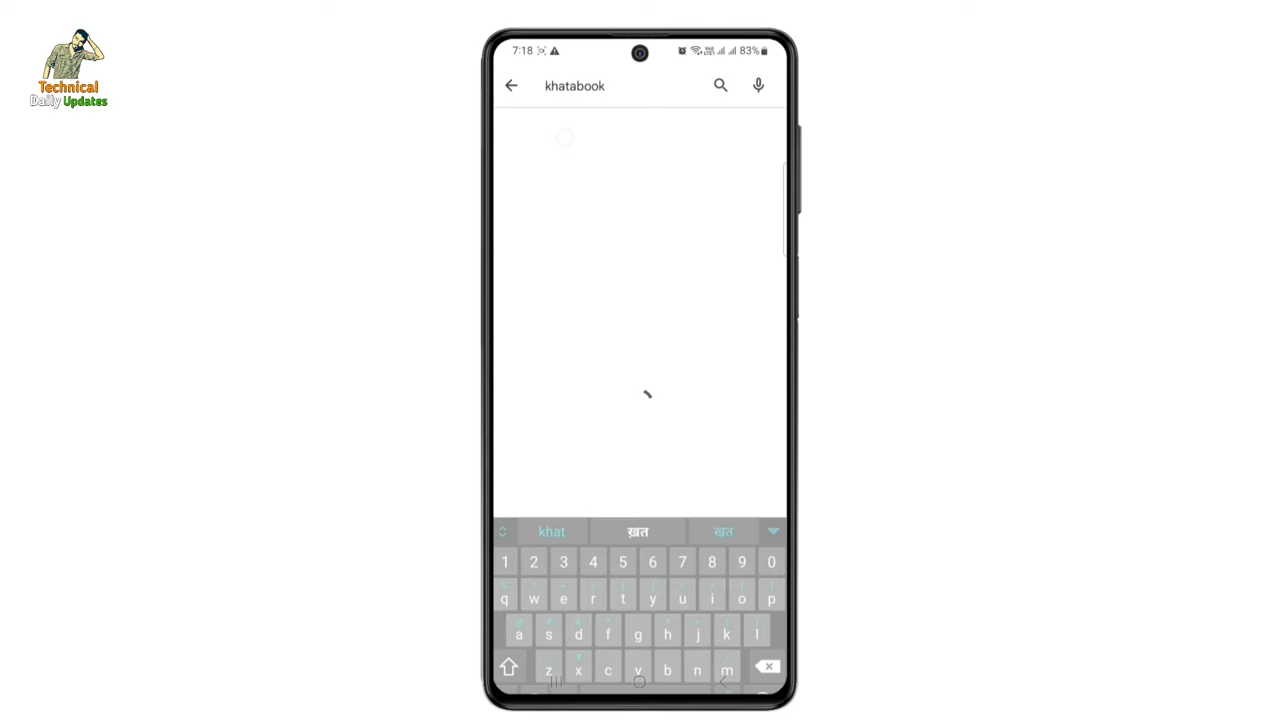 Technical
Daily Updates
7:18 83%
khatabook
khat ख़त खत
1 2 3 4 5 6 7 8 9 0
q w e r t y u i o p
a s d f g h j k l
z x c v b n m